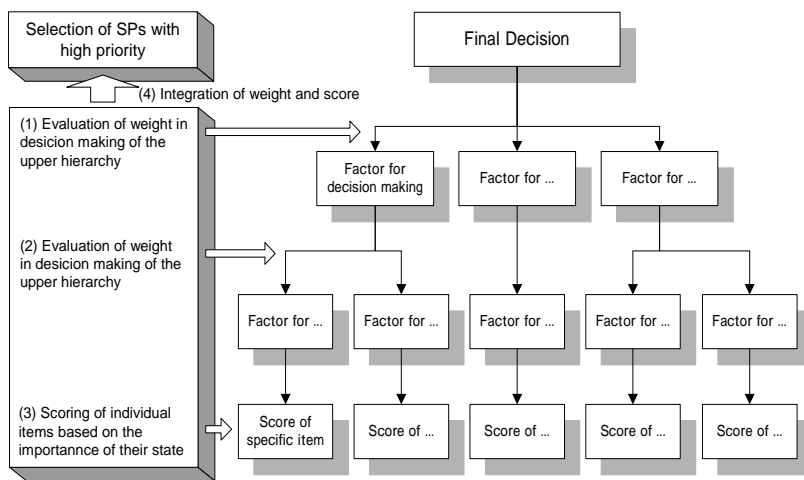 Selection of SPs with
high priority
(4) Integration of weight and score
(1) Evaluation of weight in
desicion making of the
upper hierarchy
(2) Evaluation of weight
in desicion making of the
upper hierarchy
(3) Scoring of individual
items based on the
importannce of their state
Final Decision
Factor for
decision making
Factor for ...
Factor for ...
Factor for ...
Factor for ...
Factor for ...
Factor for ...
Factor for ...
Score of
specific item
Score of ...
Score of ...
Score of ...
Score of ...